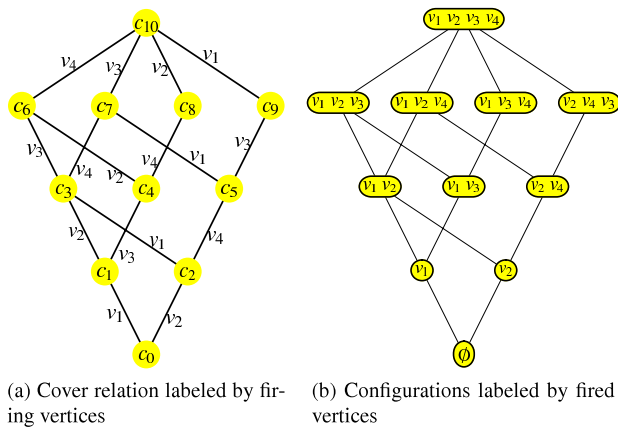 c10 v1 v2 v3 v4
v4 v3 v2 v1
c6 c7 c8 c9 v1 v2 v3 v1 v2 v4 v1 v3 v4 v2 v4 v3
v3 v4 v2 v4 v1 v3
c3 c4 c5 v1 v2 v1 v3 v2 v4
v2 v3 v1 v4
c1 c2 v1 v2
v1 v2
c0 ∅
(a) Cover relation labeled by fir-
ing vertices
(b) Configurations labeled by fired
vertices